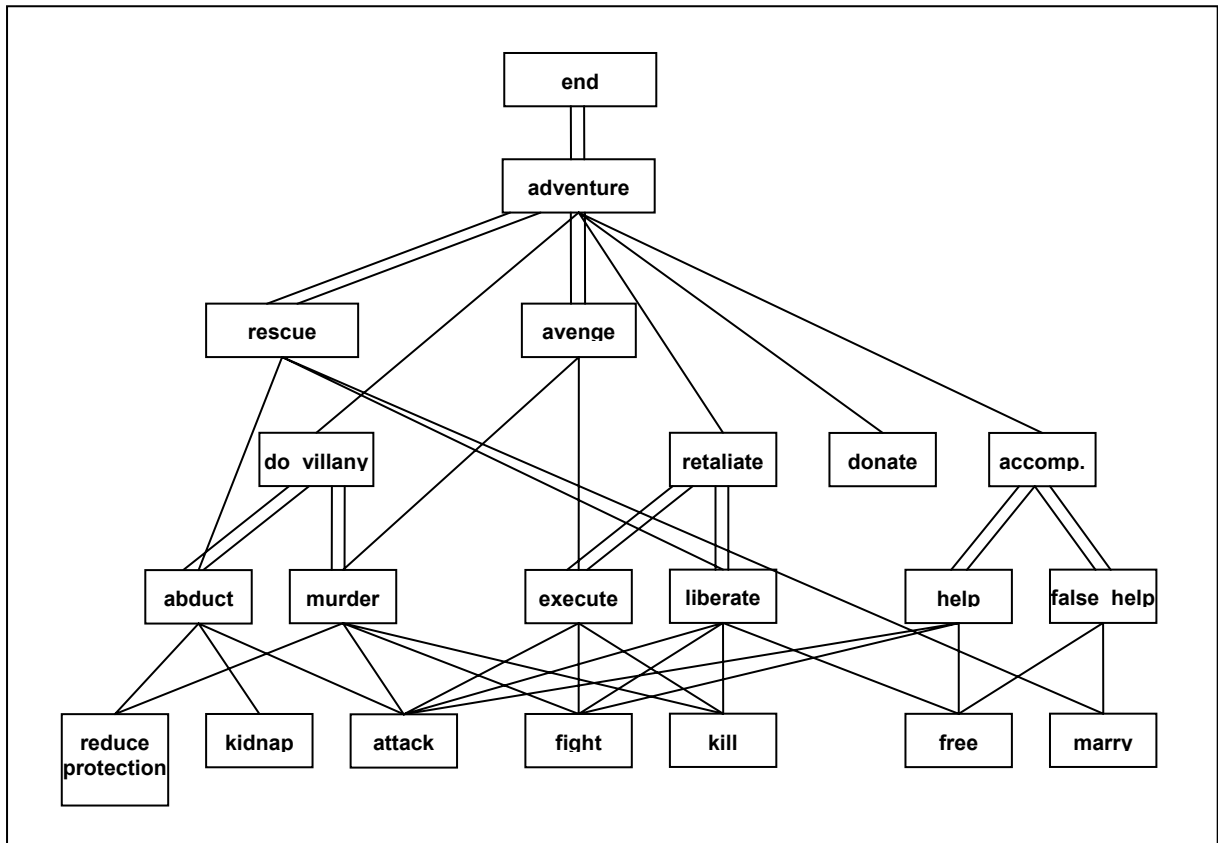 end
adventure
rescue
avenge
do villany
retaliate
donate
accomp.
abduct
murder
execute
liberate
help
false help
reduce
protection
kidnap
attack
fight
kill
free
marry